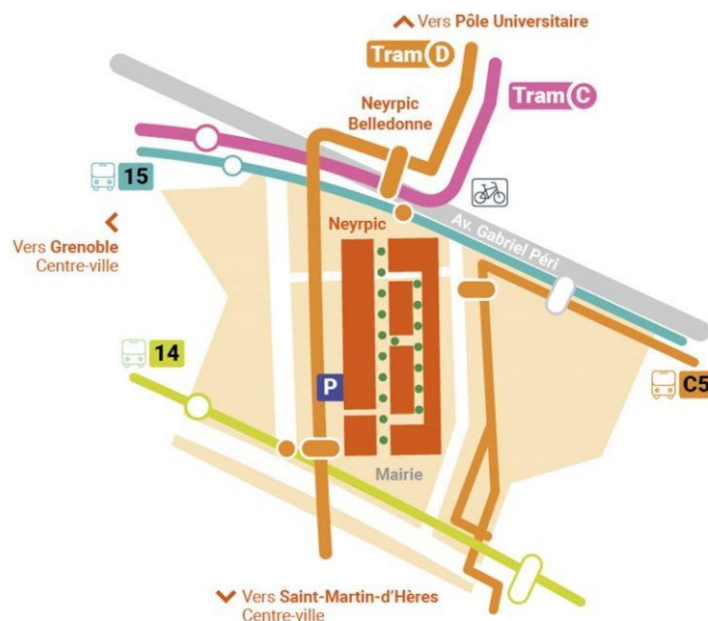 Vers Pôle Universitaire
Tram D
Tram C
Neyrpic
Belledonne
15
Vers Grenoble
Centre-ville
Neyrpic
Av. Gabriel Péri
14
P
C5
Mairie
Vers Saint-Martin-d'Hères
Centre-ville